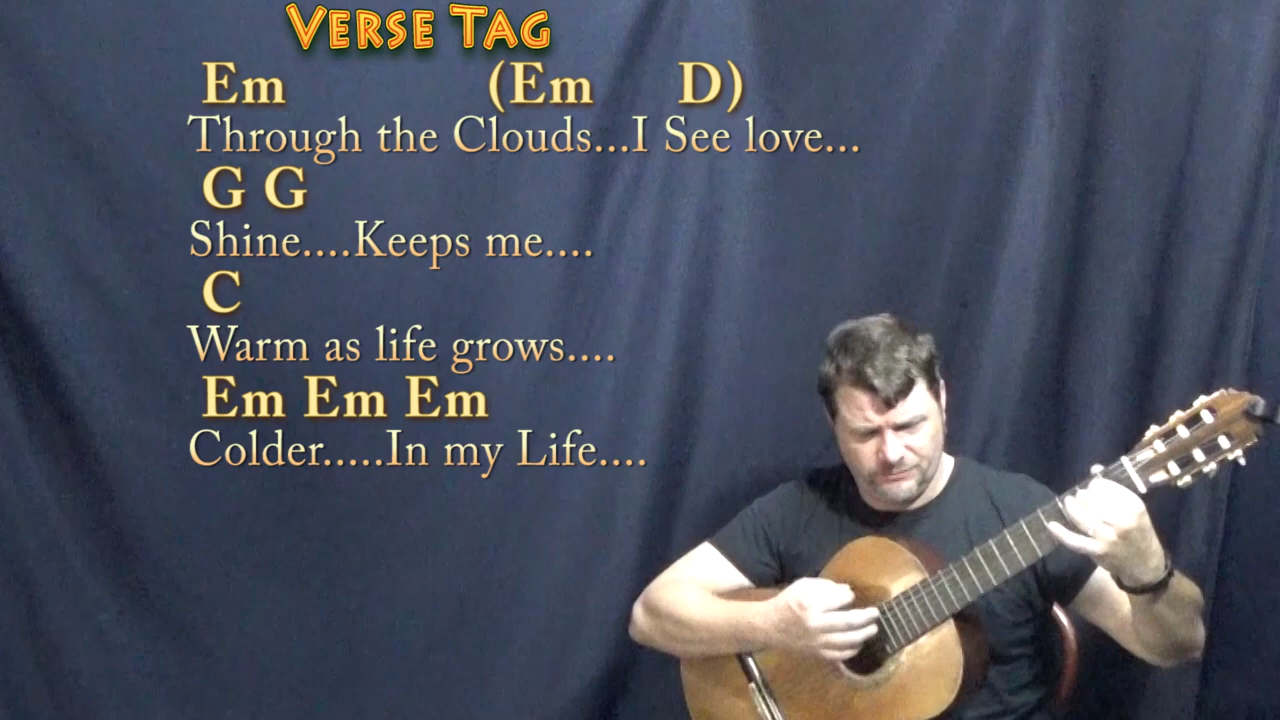 VERSE TAG
Em (Em D)
Through the Clouds...I See love...
G G
Shine....Keeps me....
C
Warm as life grows....
Em Em Em
Colder.....In my Life....